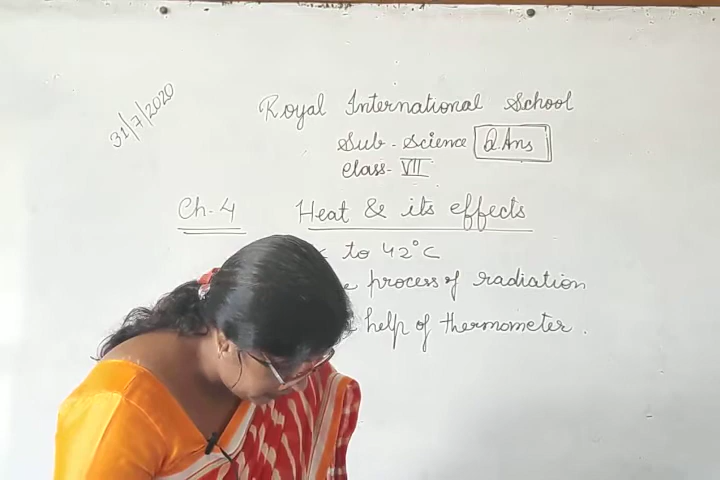 31/7/2020
Royal International School
Sub - Science Q.Ans
Class - VII
Ch. 4 Heat & its effects
to 42°C
process of radiation
help of thermometer.